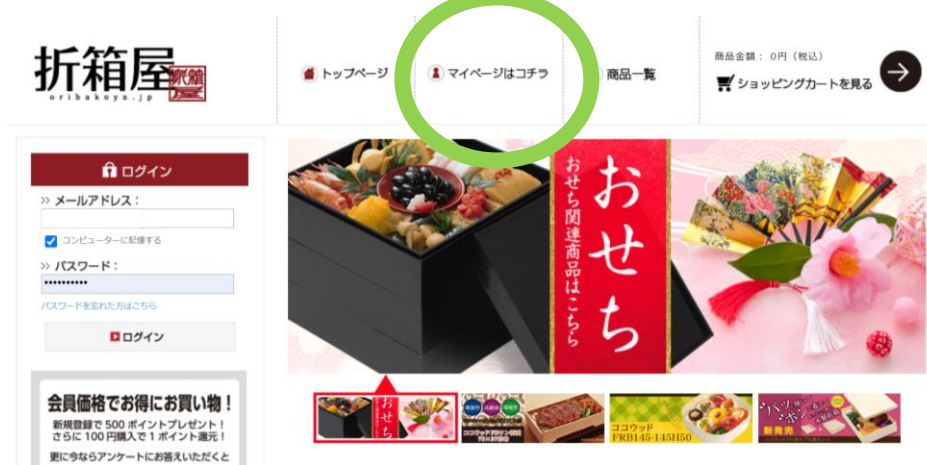 折箱屋
oribakoya.jp
トップページ
マイページはコチラ
商品一覧
商品金額： 0円（税込）
ショッピングカートを見る
ログイン
» メールアドレス：
コンピューターに記憶する
» パスワード：
••••••••••
パスワードを忘れた方はこちら
ログイン
会員価格でお得にお買い物！
新規登録で500ポイントプレゼント！
さらに100円購入で1ポイント還元！
更に今ならアンケートにお答えいただくと
おせち
おせち関連商品はこちら
おせち
ココウッド
FRB145-145H50
新発売